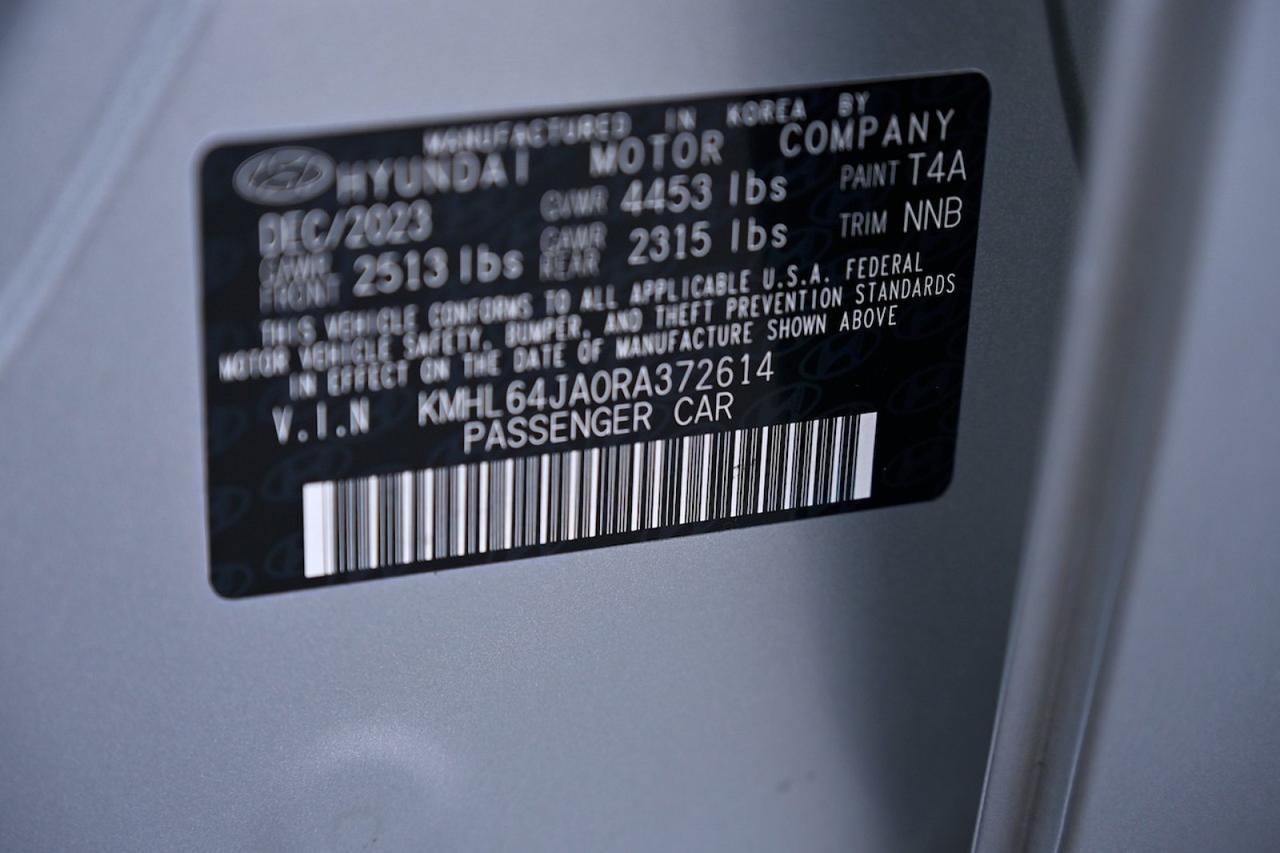 MANUFACTURED IN KOREA BY
HYUNDAI MOTOR COMPANY
DEC/2023 GVWR 4453 lbs PAINT T4A
GAWR FRONT 2513 lbs GAWR REAR 2315 lbs TRIM NNB
THIS VEHICLE CONFORMS TO ALL APPLICABLE U.S.A. FEDERAL
MOTOR VEHICLE SAFETY, BUMPER, AND THEFT PREVENTION STANDARDS
IN EFFECT ON THE DATE OF MANUFACTURE SHOWN ABOVE
V.I.N KMHL64JA0RA372614
PASSENGER CAR